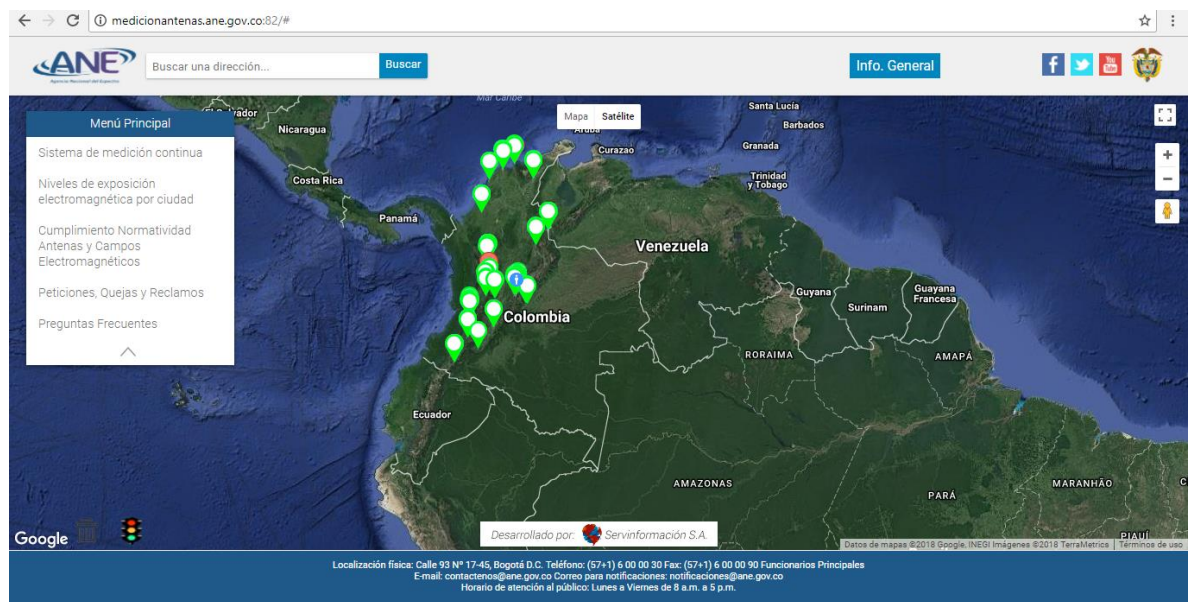 medicionantenas.ane.gov.co:82/#
ANE
Agencia Nacional del Espectro
Buscar una dirección...
Buscar
Info. General
You Tube
Menú Principal
Sistema de medición continua
Niveles de exposición
electromagnética por ciudad
Cumplimiento Normatividad
Antenas y Campos
Electromagnéticos
Peticiones, Quejas y Reclamos
Preguntas Frecuentes
Mar Caribe
Mapa
Satélite
Santa Lucía
Barbados
Nicaragua
Aruba
Curazao
Granada
Costa Rica
Trinidad
y Tobago
Panamá
Venezuela
Guyana
Surinam
Guayana
Francesa
Colombia
RORAIMA
AMAPÁ
Ecuador
AMAZONAS
PARÁ
MARANHÃO
PIAUÍ
Google
Desarrollado por: Servinformación S.A.
Datos de mapas ©2018 Google, INEGI Imágenes ©2018 TerraMetrics
Términos de uso
Localización física: Calle 93 Nº 17-45, Bogotá D.C. Teléfono: (57+1) 6 00 00 30 Fax: (57+1) 6 00 00 90 Funcionarios Principales
E-mail: contactenos@ane.gov.co Correo para notificaciones: notificaciones@ane.gov.co
Horario de atención al público: Lunes a Viernes de 8 a.m. a 5 p.m.